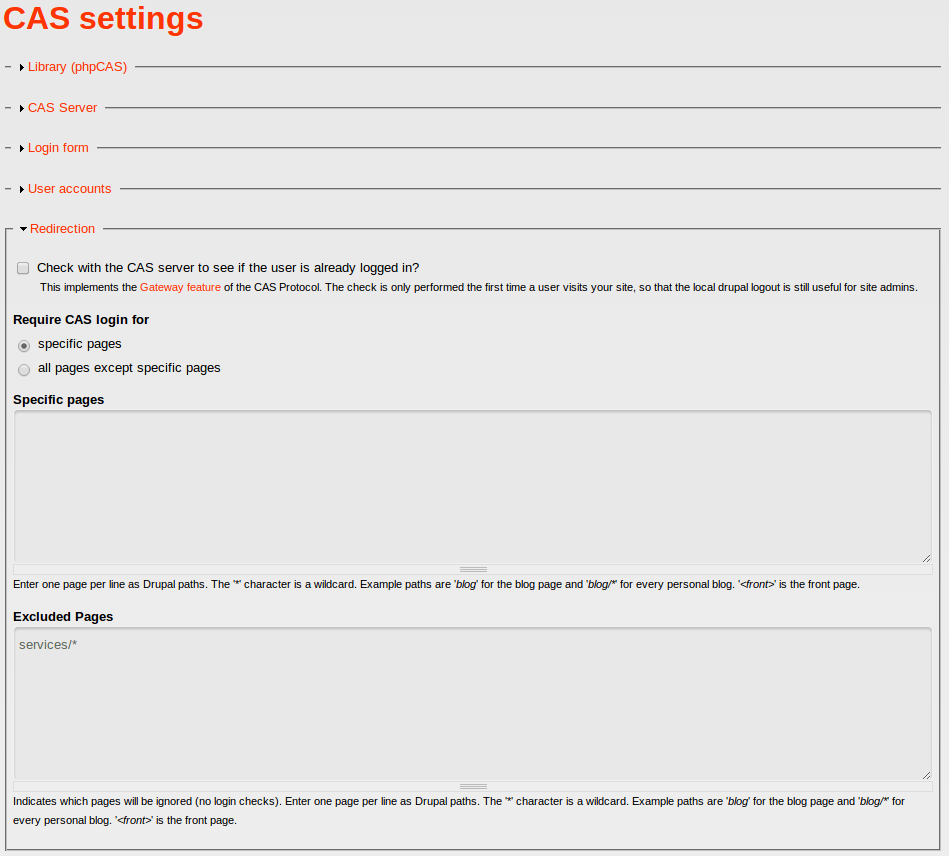 CAS settings
Library (phpCAS)
CAS Server
Login form
User accounts
Redirection
Check with the CAS server to see if the user is already logged in?
This implements the Gateway feature of the CAS Protocol. The check is only performed the first time a user visits your site, so that the local drupal logout is still useful for site admins.
Require CAS login for
specific pages
all pages except specific pages
Specific pages
Enter one page per line as Drupal paths. The '*' character is a wildcard. Example paths are 'blog' for the blog page and 'blog/*' for every personal blog. '<front>' is the front page.
Excluded Pages
services/*
Indicates which pages will be ignored (no login checks). Enter one page per line as Drupal paths. The '*' character is a wildcard. Example paths are 'blog' for the blog page and 'blog/*' for
every personal blog. '<front>' is the front page.